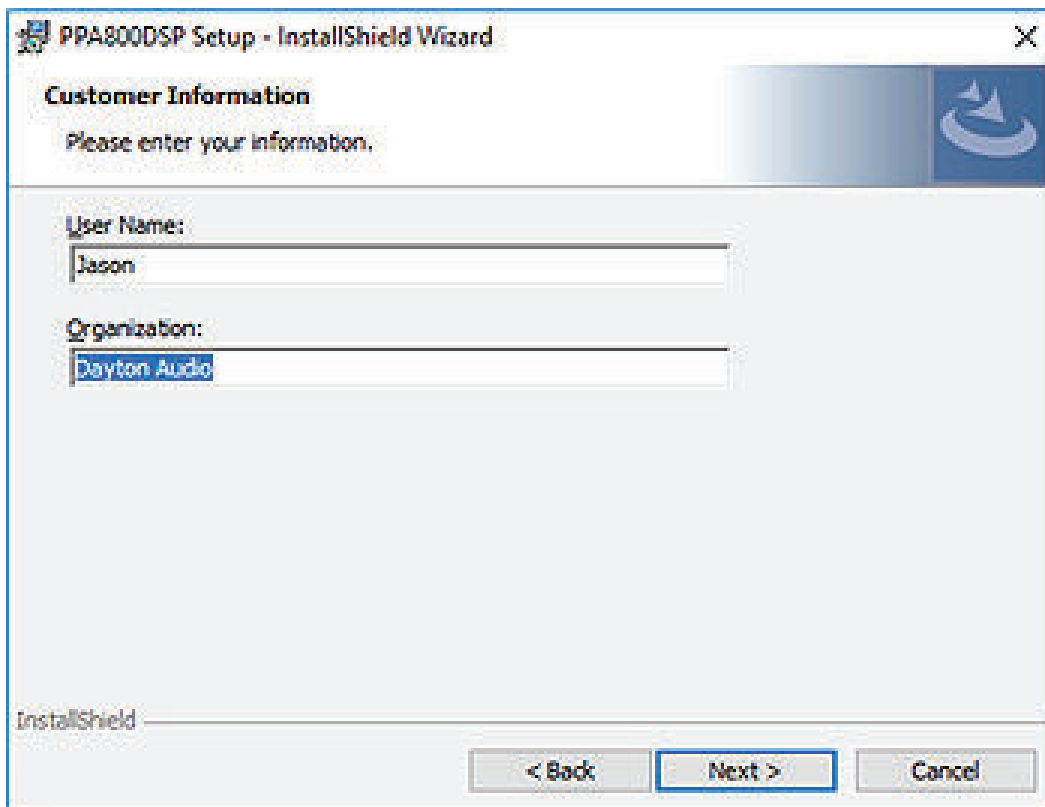 PPA800DSP Setup - InstallShield Wizard
Customer Information
Please enter your information.
User Name:
Jason
Organization:
Dayton Audio
InstallShield
< Back Next > Cancel